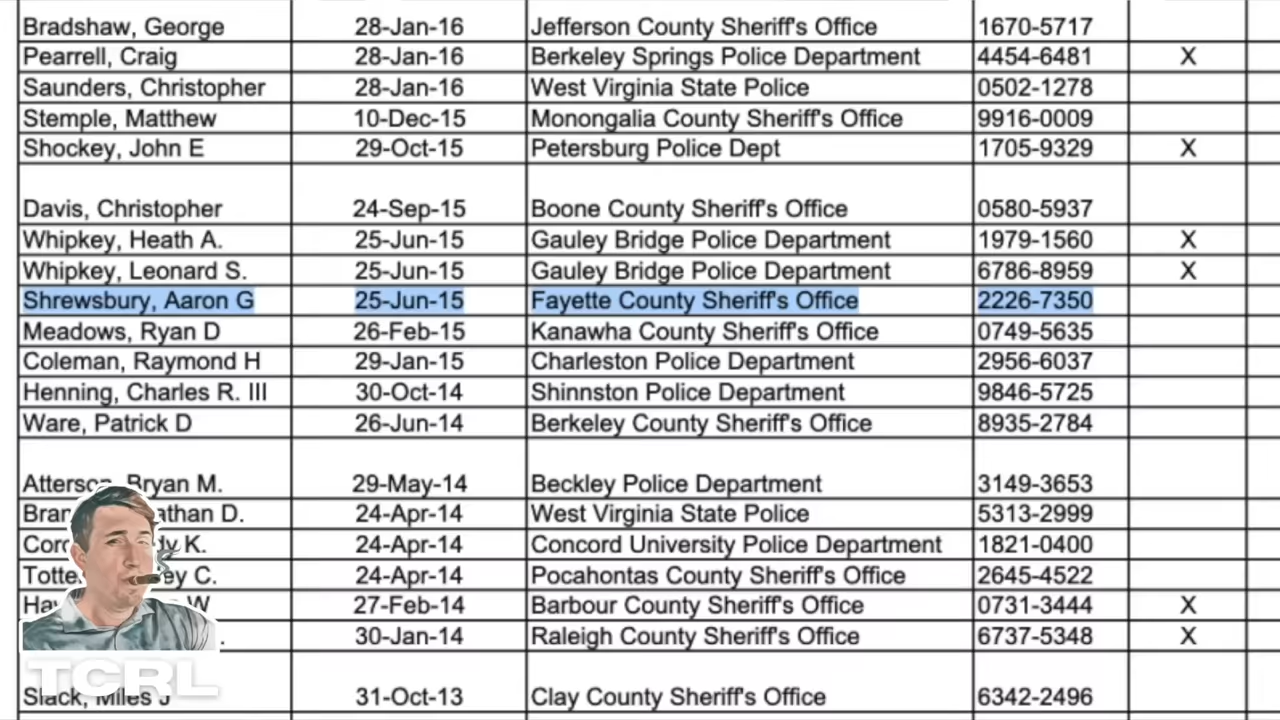 Bradshaw, George 28-Jan-16 Jefferson County Sheriff's Office 1670-5717
Pearrell, Craig 28-Jan-16 Berkeley Springs Police Department 4454-6481 X
Saunders, Christopher 28-Jan-16 West Virginia State Police 0502-1278
Stemple, Matthew 10-Dec-15 Monongalia County Sheriff's Office 9916-0009
Shockey, John E 29-Oct-15 Petersburg Police Dept 1705-9329 X
Davis, Christopher 24-Sep-15 Boone County Sheriff's Office 0580-5937
Whipkey, Heath A. 25-Jun-15 Gauley Bridge Police Department 1979-1560 X
Whipkey, Leonard S. 25-Jun-15 Gauley Bridge Police Department 6786-8959 X
Shrewsbury, Aaron G 25-Jun-15 Fayette County Sheriff's Office 2226-7350
Meadows, Ryan D 26-Feb-15 Kanawha County Sheriff's Office 0749-5635
Coleman, Raymond H 29-Jan-15 Charleston Police Department 2956-6037
Henning, Charles R. III 30-Oct-14 Shinnston Police Department 9846-5725
Ware, Patrick D 26-Jun-14 Berkeley County Sheriff's Office 8935-2784
Bryan M. 29-May-14 Beckley Police Department 3149-3653
D. 24-Apr-14 West Virginia State Police 5313-2999
K. 24-Apr-14 Concord University Police Department 1821-0400
C. 24-Apr-14 Pocahontas County Sheriff's Office 2645-4522
W 27-Feb-14 Barbour County Sheriff's Office 0731-3444 X
30-Jan-14 Raleigh County Sheriff's Office 6737-5348 X
Slack, Miles J 31-Oct-13 Clay County Sheriff's Office 6342-2496
TCRL